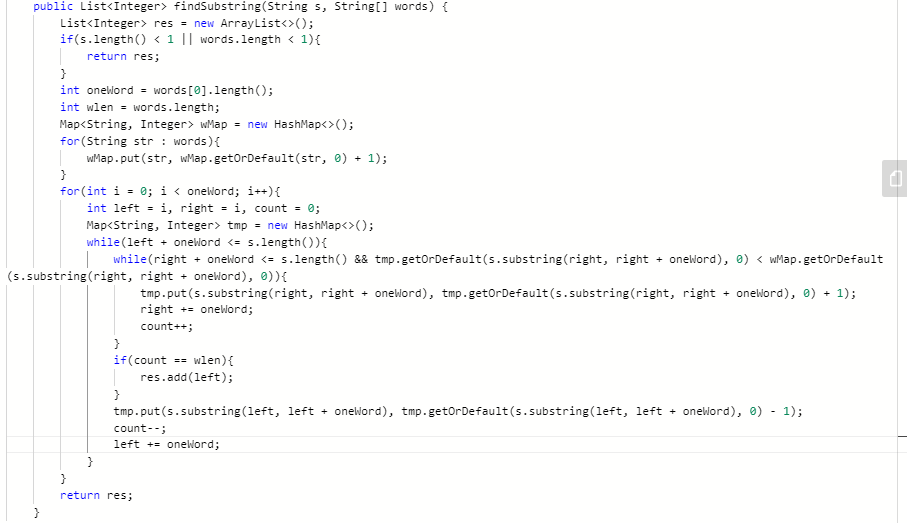 public List<Integer> findSubstring(String s, String[] words) {
List<Integer> res = new ArrayList<>();
if(s.length() < 1 || words.length < 1){
return res;
}
int oneWord = words[0].length();
int wlen = words.length;
Map<String, Integer> wMap = new HashMap<>();
for(String str : words){
wMap.put(str, wMap.getOrDefault(str, 0) + 1);
}
for(int i = 0; i < oneWord; i++){
int left = i, right = i, count = 0;
Map<String, Integer> tmp = new HashMap<>();
while(left + oneWord <= s.length()){
while(right + oneWord <= s.length() && tmp.getOrDefault(s.substring(right, right + oneWord), 0) < wMap.getOrDefault
(s.substring(right, right + oneWord), 0)){
tmp.put(s.substring(right, right + oneWord), tmp.getOrDefault(s.substring(right, right + oneWord), 0) + 1);
right += oneWord;
count++;
}
if(count == wlen){
res.add(left);
}
tmp.put(s.substring(left, left + oneWord), tmp.getOrDefault(s.substring(left, left + oneWord), 0) - 1);
count--;
left += oneWord;
}
}
return res;
}